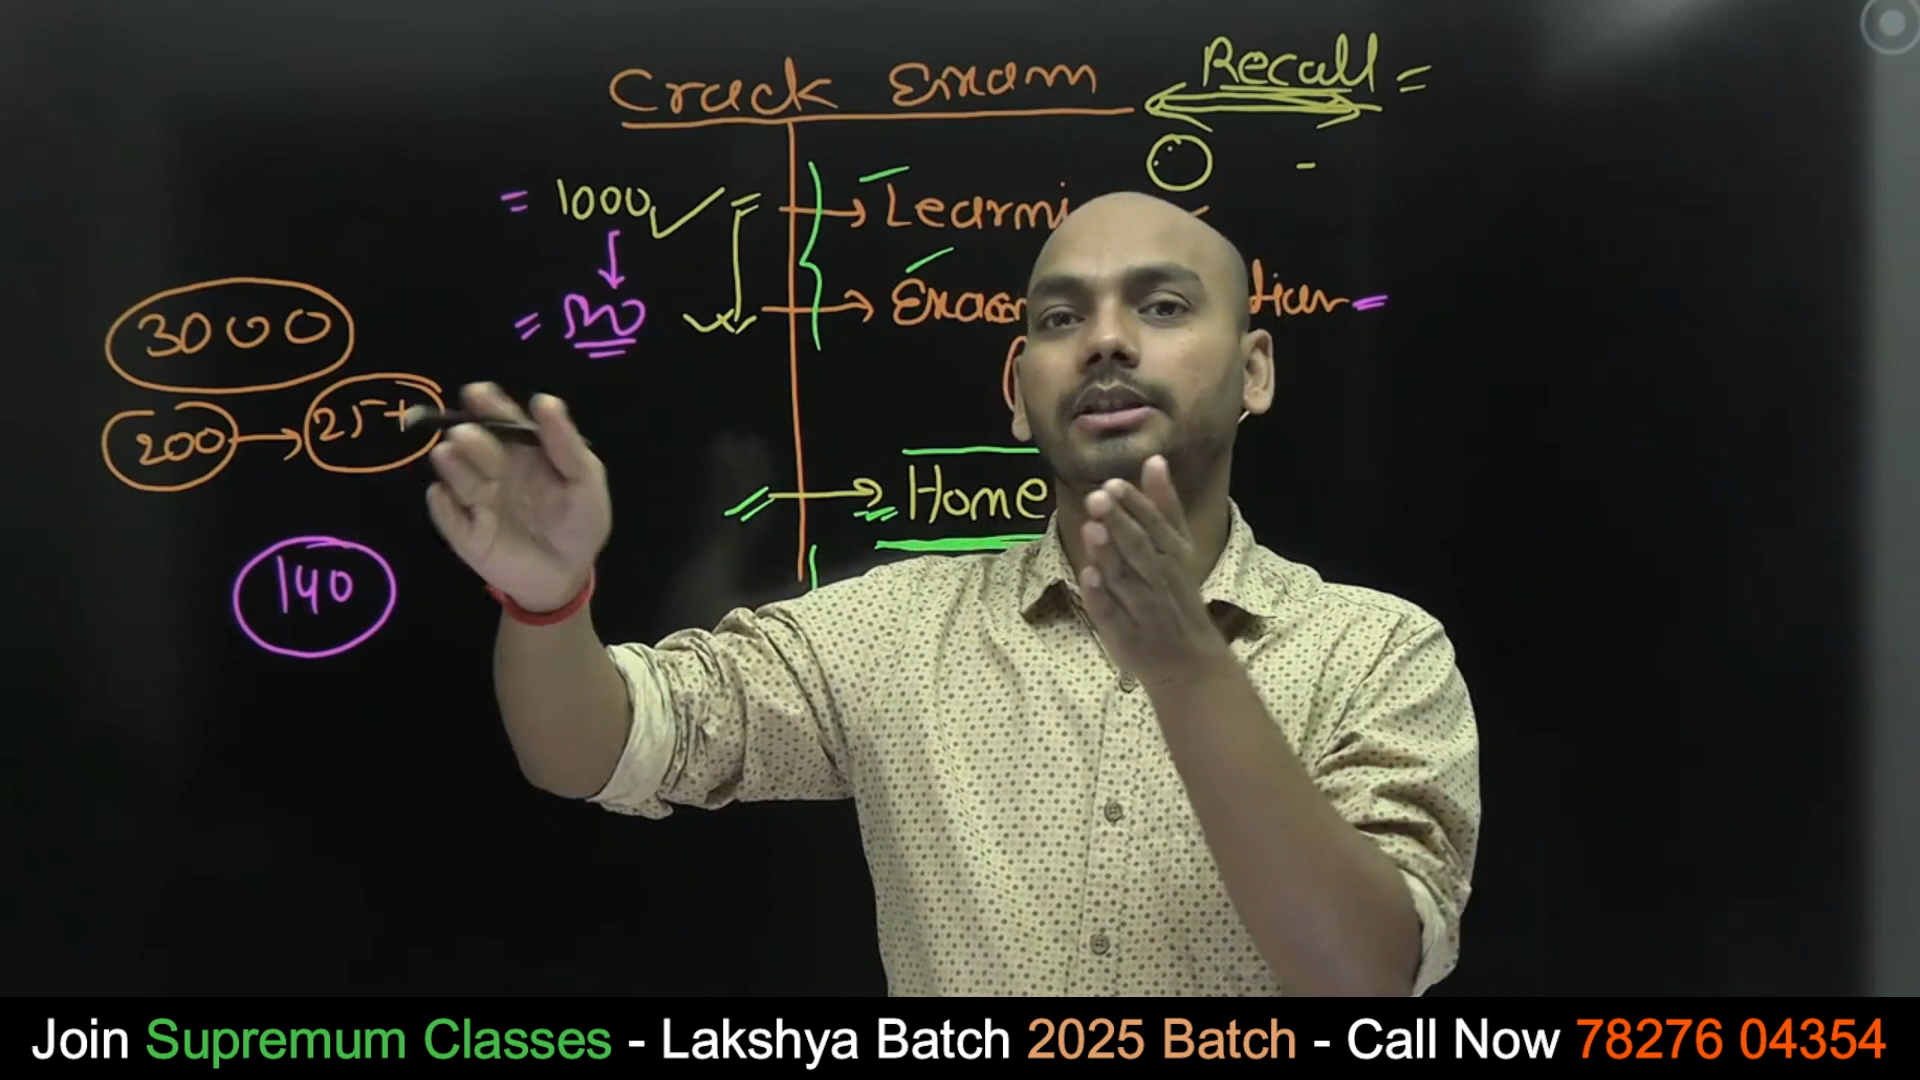 Crack Exam
Recall =
= 1000 ✓ =
→ Learni
= 500
→
tion =
3000
200 → 25+
→ Home
140
Join Supremum Classes - Lakshya Batch 2025 Batch - Call Now 78276 04354